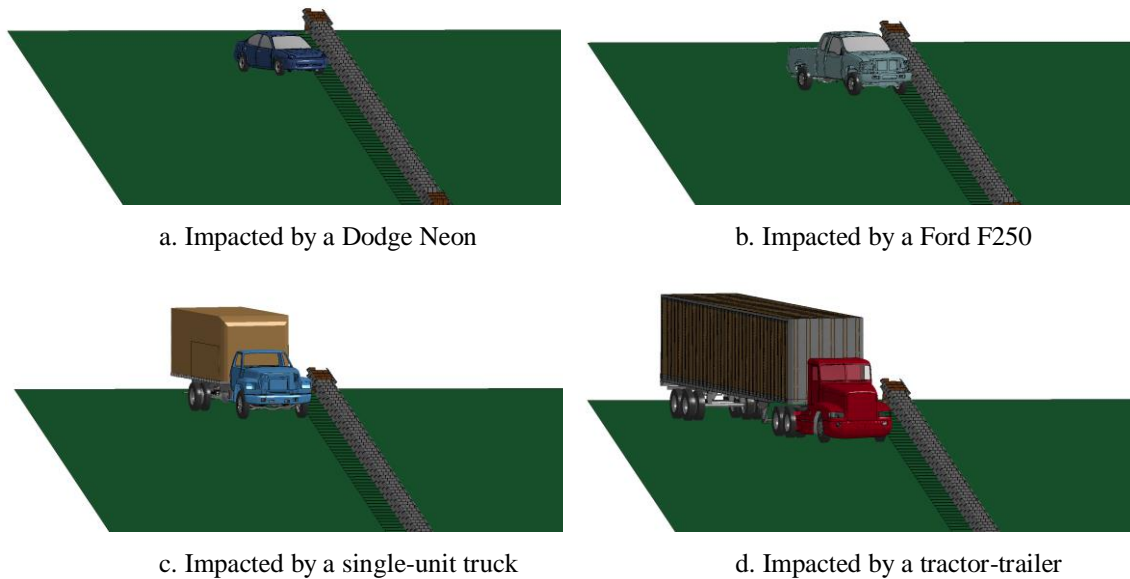 a. Impacted by a Dodge Neon
b. Impacted by a Ford F250
c. Impacted by a single-unit truck
d. Impacted by a tractor-trailer